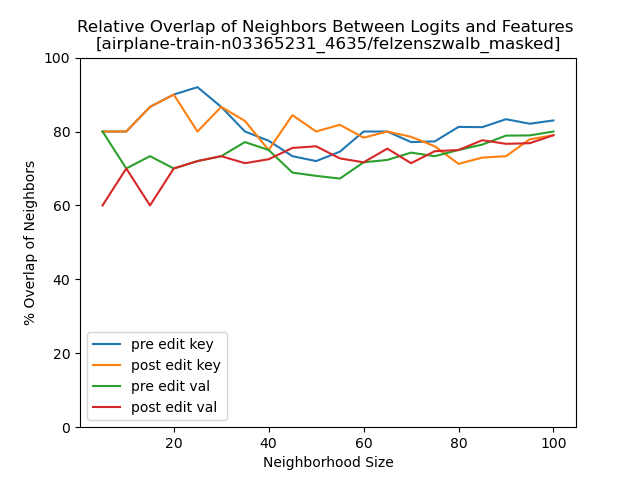 Relative Overlap of Neighbors Between Logits and Features
[airplane-train-n03365231_4635/felzenszwalb_masked]
100
80
60
40
20
0
% Overlap of Neighbors
pre edit key
post edit key
pre edit val
post edit val
20 40 60 80 100
Neighborhood Size